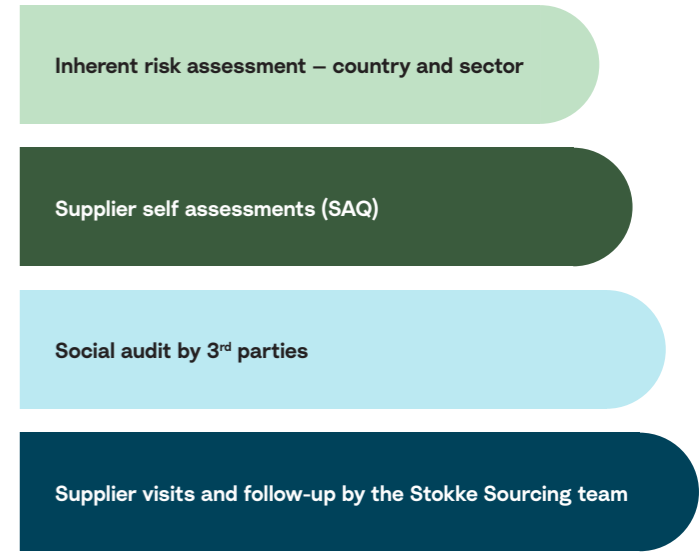 Inherent risk assessment – country and sector
Supplier self assessments (SAQ)
Social audit by 3rd parties
Supplier visits and follow-up by the Stokke Sourcing team